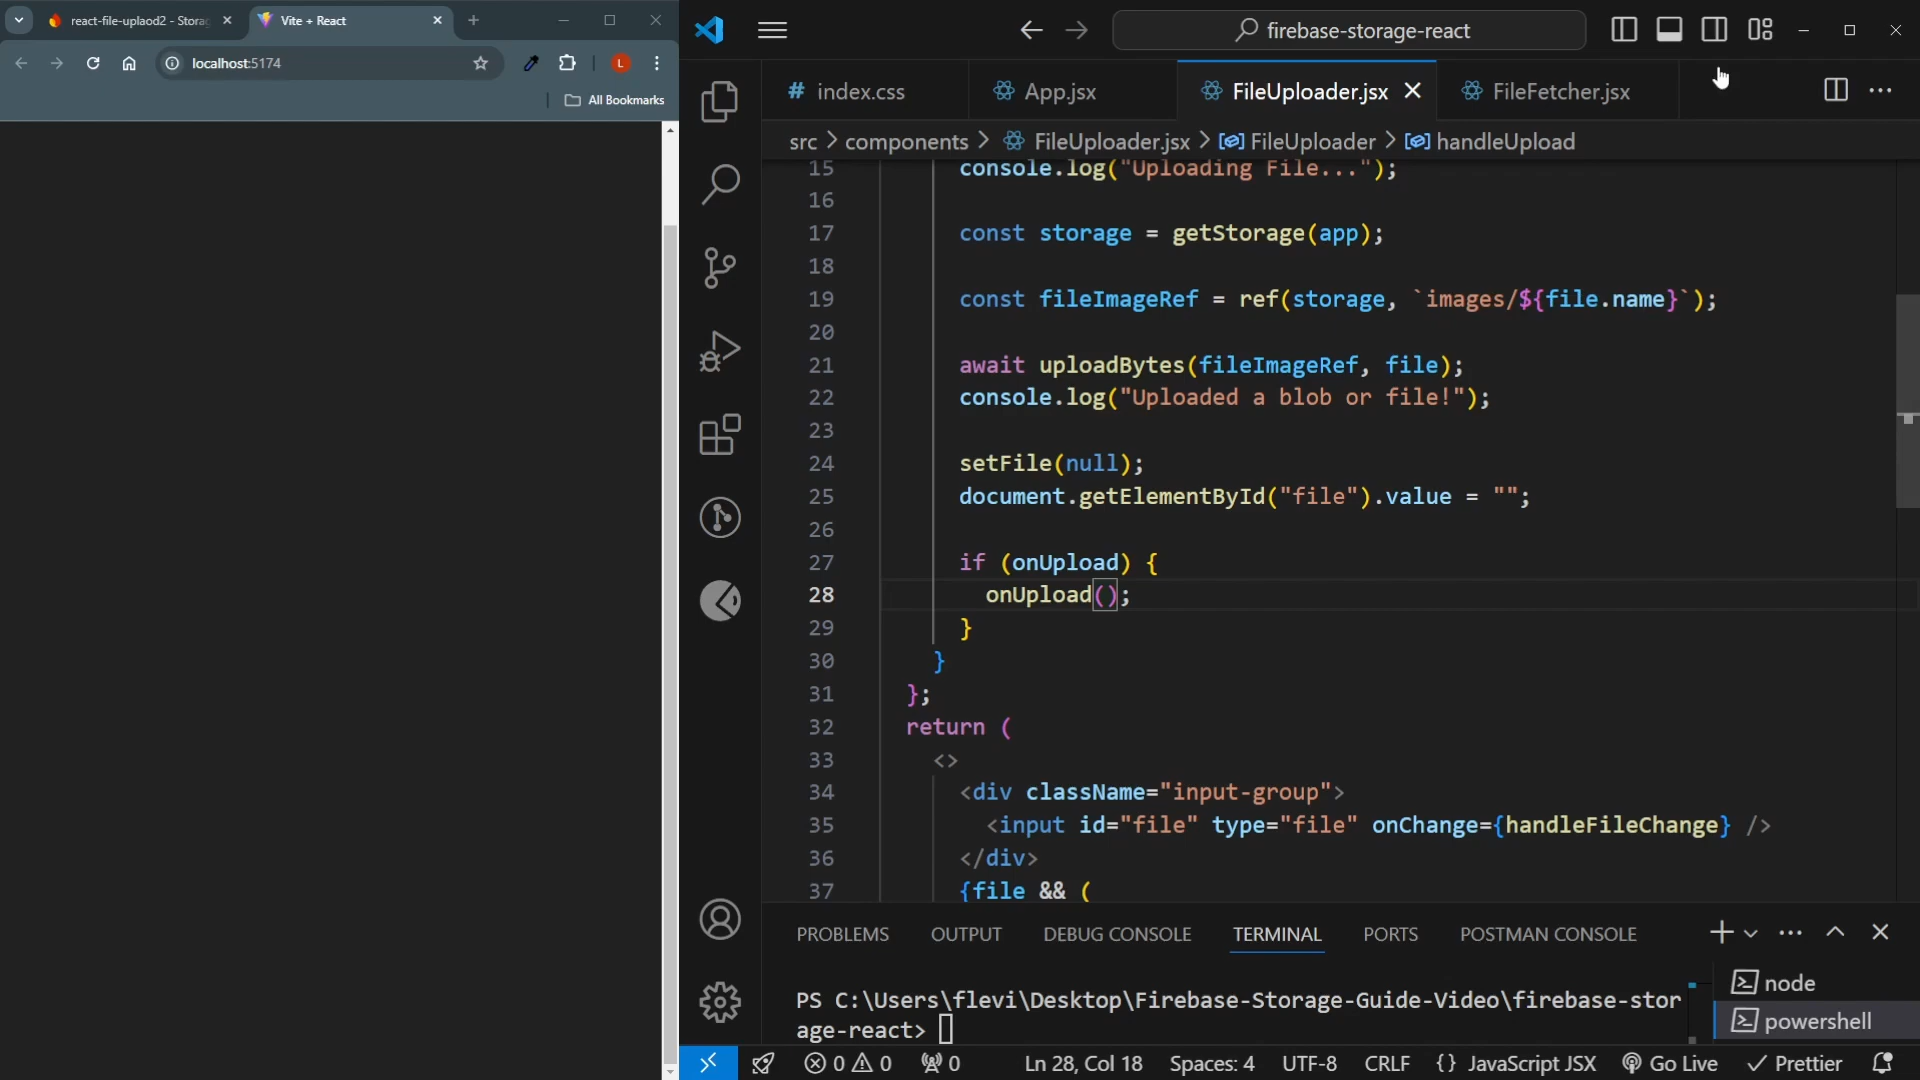 react-file-uplaod2 - Storag
Vite + React
localhost:5174
L
All Bookmarks
firebase-storage-react
# index.css
App.jsx
FileUploader.jsx
FileFetcher.jsx
src > components > FileUploader.jsx > FileUploader > handleUpload
15 console.log("Uploading File...");
16
17 const storage = getStorage(app);
18
19 const fileImageRef = ref(storage, `images/${file.name}`);
20
21 await uploadBytes(fileImageRef, file);
22 console.log("Uploaded a blob or file!");
23
24 setFile(null);
25 document.getElementById("file").value = "";
26
27 if (onUpload) {
28 onUpload();
29 }
30 }
31 };
32 return (
33 <>
34 <div className="input-group">
35 <input id="file" type="file" onChange={handleFileChange} />
36 </div>
37 {file && (
PROBLEMS OUTPUT DEBUG CONSOLE TERMINAL PORTS POSTMAN CONSOLE
PS C:\Users\flevi\Desktop\Firebase-Storage-Guide-Video\firebase-stor
age-react>
node
powershell
0 0 0 Ln 28, Col 18 Spaces: 4 UTF-8 CRLF {} JavaScript JSX Go Live Prettier